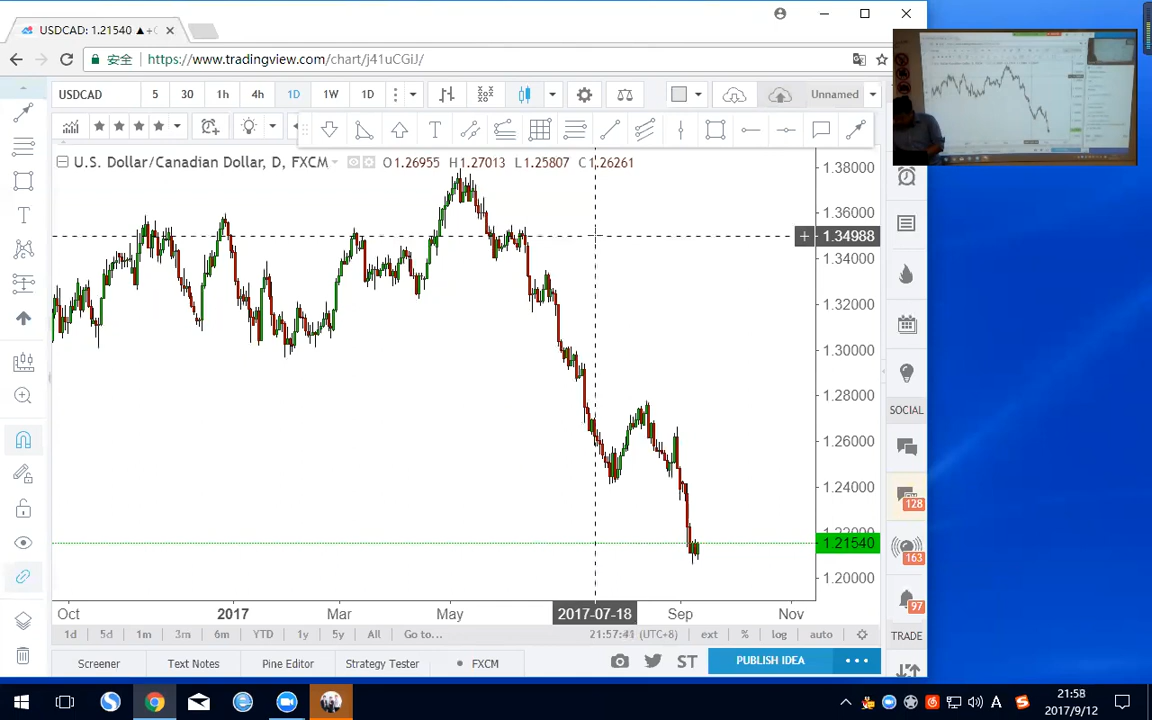 USDCAD: 1.21540 ▲ +
安全 https://www.tradingview.com/chart/j41uCGiJ/
USDCAD 5 30 1h 4h 1D 1W 1D Unnamed
U.S. Dollar/Canadian Dollar, D, FXCM O1.26955 H1.27013 L1.25807 C1.26261
1.38000
1.36000
1.34988
1.34000
1.32000
1.30000
1.28000
1.26000
1.24000
1.22000
1.21540
1.20000
Oct 2017 Mar May 2017-07-18 Sep Nov
1d 5d 1m 3m 6m YTD 1y 5y All Go to... 21:57:41 (UTC+8) ext % log auto
Screener Text Notes Pine Editor Strategy Tester • FXCM ST PUBLISH IDEA
SOCIAL
128
163
97
TRADE
A
21:58
2017/9/12